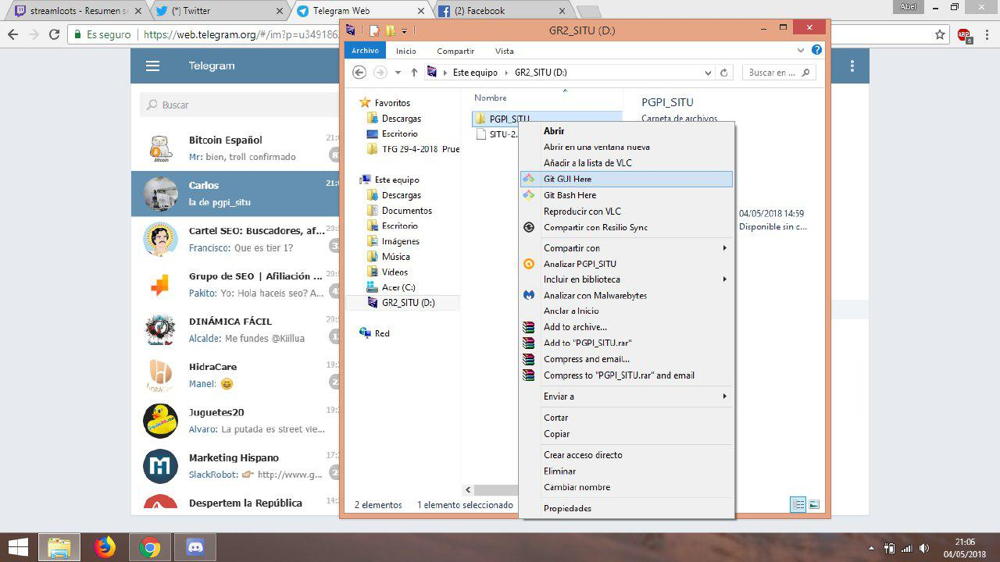 streamloots - Resumen s
(*) Twitter
Telegram Web
(2) Facebook
Abel
Es seguro
https://web.telegram.org/#/im?p=u349186
ABP
Telegram
Buscar
Bitcoin Español
21:0
Mr: bien, troll confirmado
bitcoin
Carlos
21:0
la de pgpi_situ
Cartel SEO: Buscadores, af...
Francisco: Que es tier 1?
Grupo de SEO | Afiliación ...
Pakito: Yo: Hola haceis seo? A...
DINÁMICA FÁCIL
Alcalde: Me fundes @Kiillua
HidraCare
Manel: 😄
Juguetes20
Alvaro: La putada es street vie...
Marketing Hispano
SlackRobot: 👉 http://www.g...
Despertem la República
GR2_SITU (D:)
Archivo
Inicio
Compartir
Vista
Este equipo
GR2_SITU (D:)
Buscar en ...
Favoritos
Descargas
Escritorio
TFG 29-4-2018 Prue
Este equipo
Descargas
Documentos
Escritorio
Imágenes
Música
Vídeos
Acer (C:)
GR2_SITU (D:)
Red
Nombre
PGPI_SITU
SITU-2.
PGPI_SITU
Carpeta de archivos
04/05/2018 14:59
Disponible sin c...
Abrir
Abrir en una ventana nueva
Añadir a la lista de VLC
Git GUI Here
Git Bash Here
Reproducir con VLC
Compartir con Resilio Sync
Compartir con
Analizar PGPI_SITU
Incluir en biblioteca
Analizar con Malwarebytes
Anclar a Inicio
Add to archive...
Add to "PGPI_SITU.rar"
Compress and email...
Compress to "PGPI_SITU.rar" and email
Enviar a
Cortar
Copiar
Crear acceso directo
Eliminar
Cambiar nombre
Propiedades
2 elementos
1 elemento seleccionado
21:06
04/05/2018